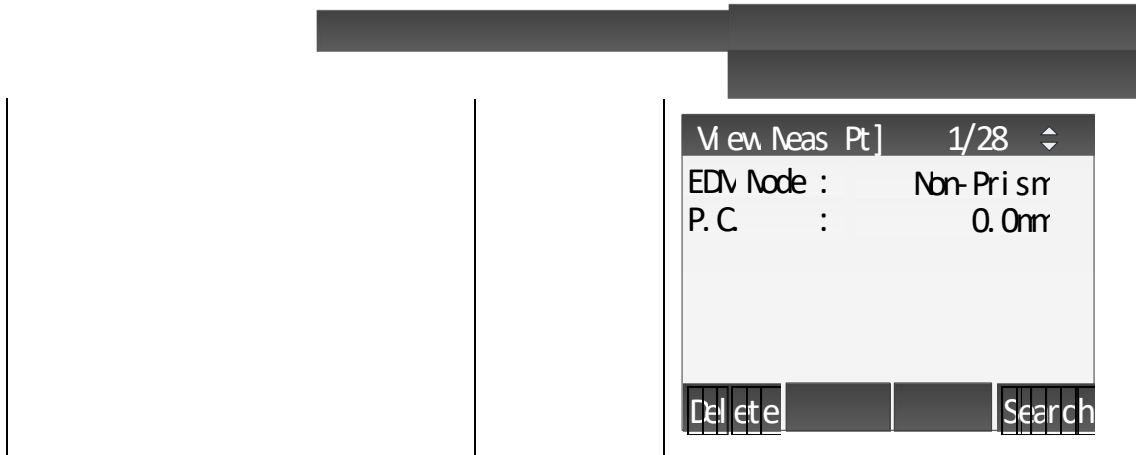 View Meas Pt] 1/28
EDM Mode : Non-Prism
P.C. : 0.0mm
Delete Search